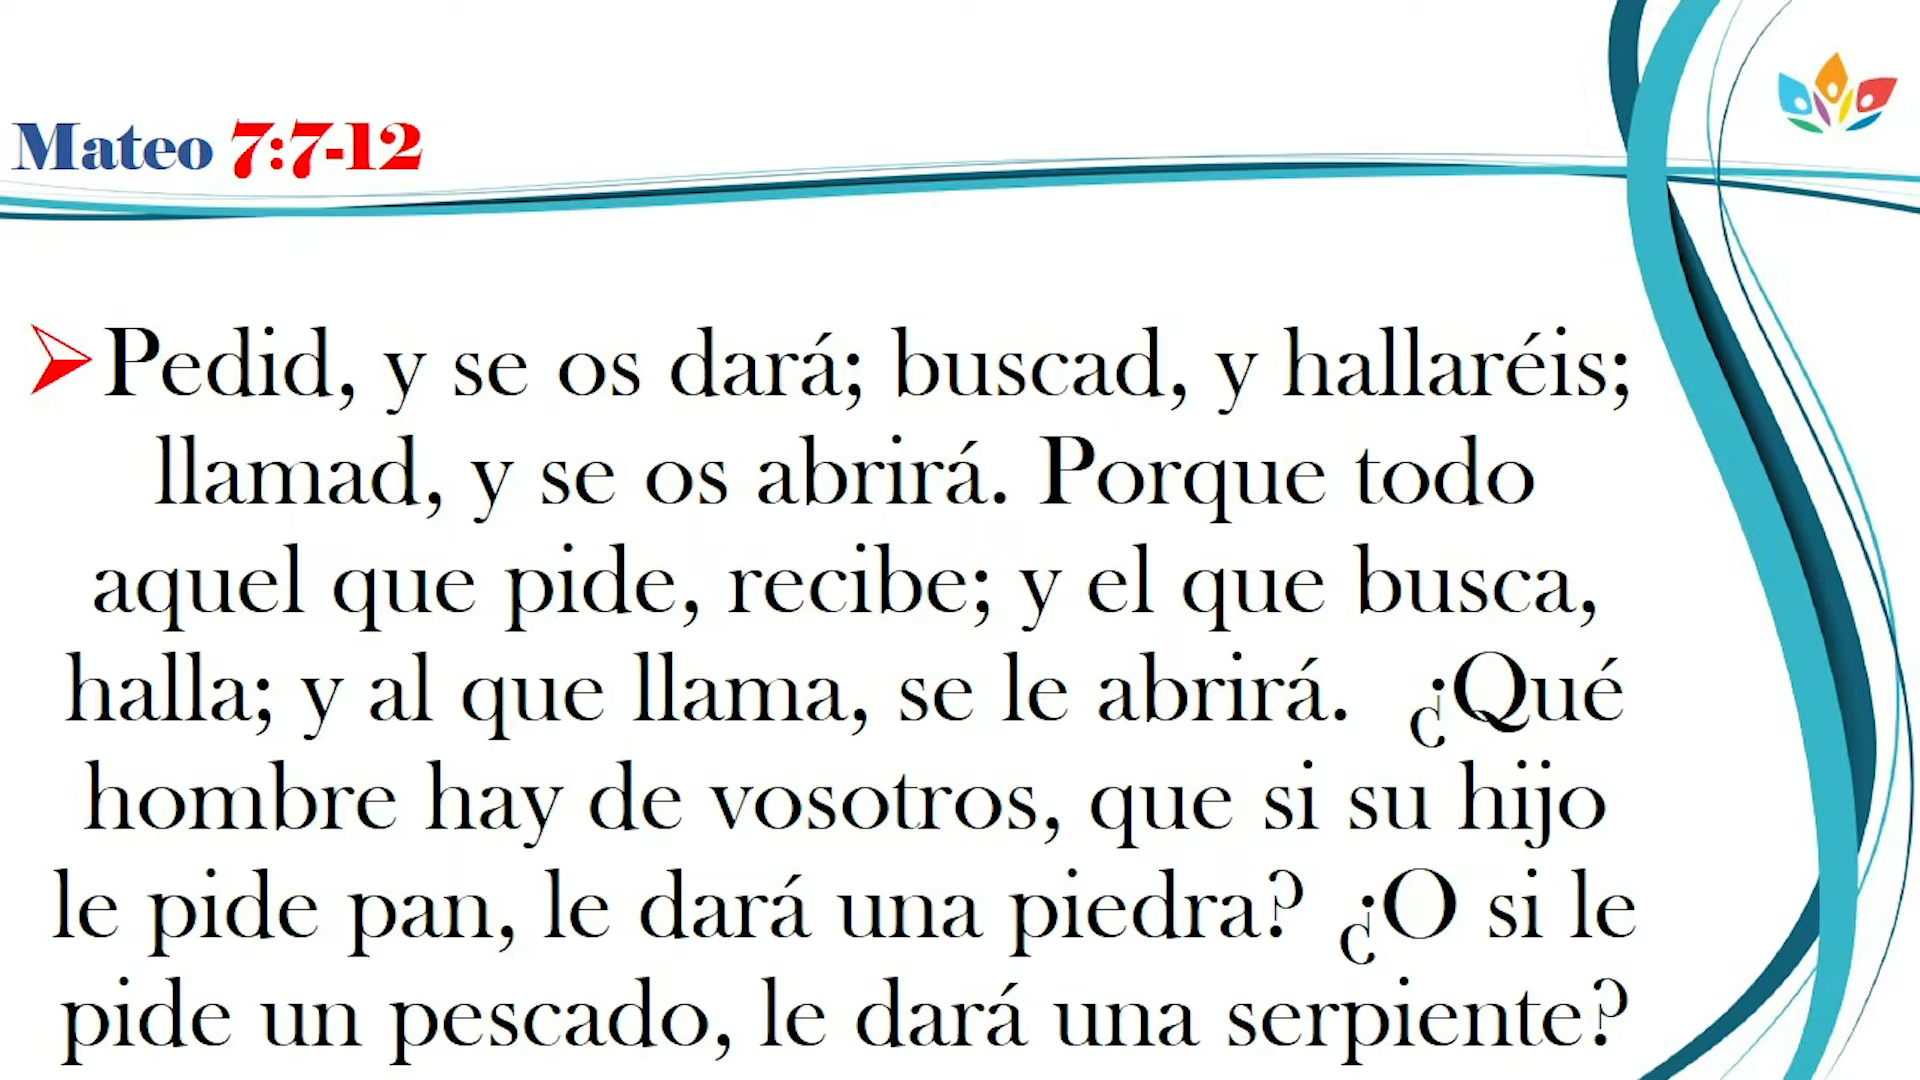 Mateo 7:7-12
Pedid, y se os dará; buscad, y hallaréis;
llamad, y se os abrirá. Porque todo
aquel que pide, recibe; y el que busca,
halla; y al que llama, se le abrirá. ¿Qué
hombre hay de vosotros, que si su hijo
le pide pan, le dará una piedra? ¿O si le
pide un pescado, le dará una serpiente?